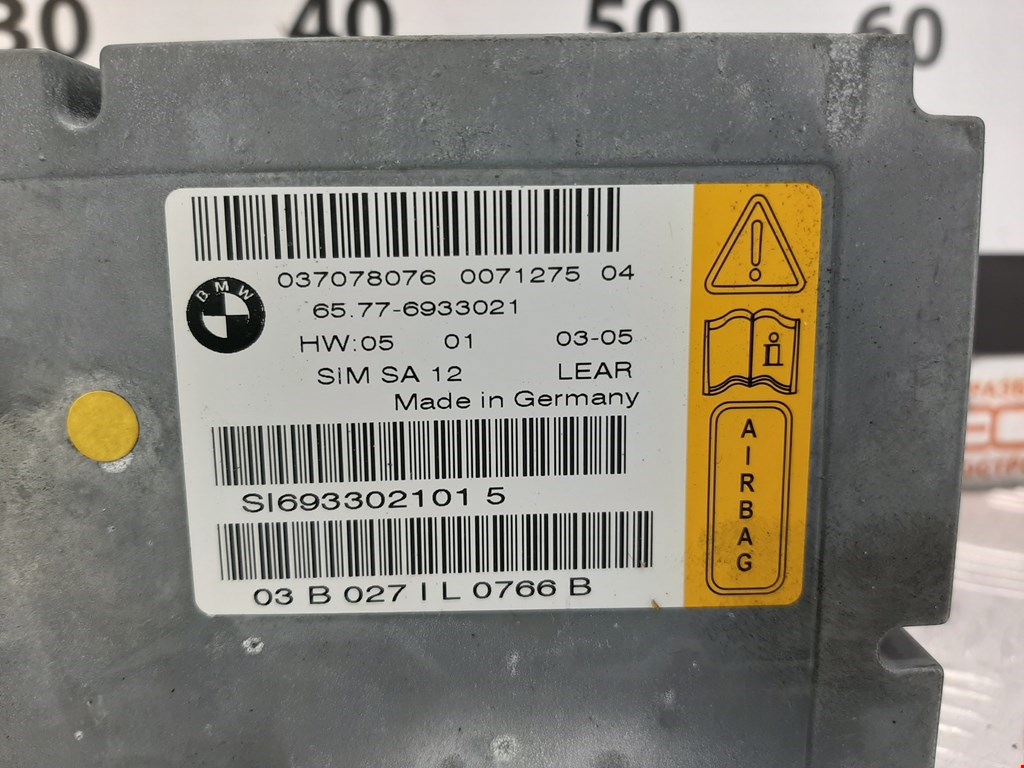 30 40 50 60
037078076 0071275 04
BMW
65.77-6933021
HW:05 01 03-05
SiM SA 12 LEAR
Made in Germany
SI693302101 5
03 B 027 I L 0766 B
AIRBAG